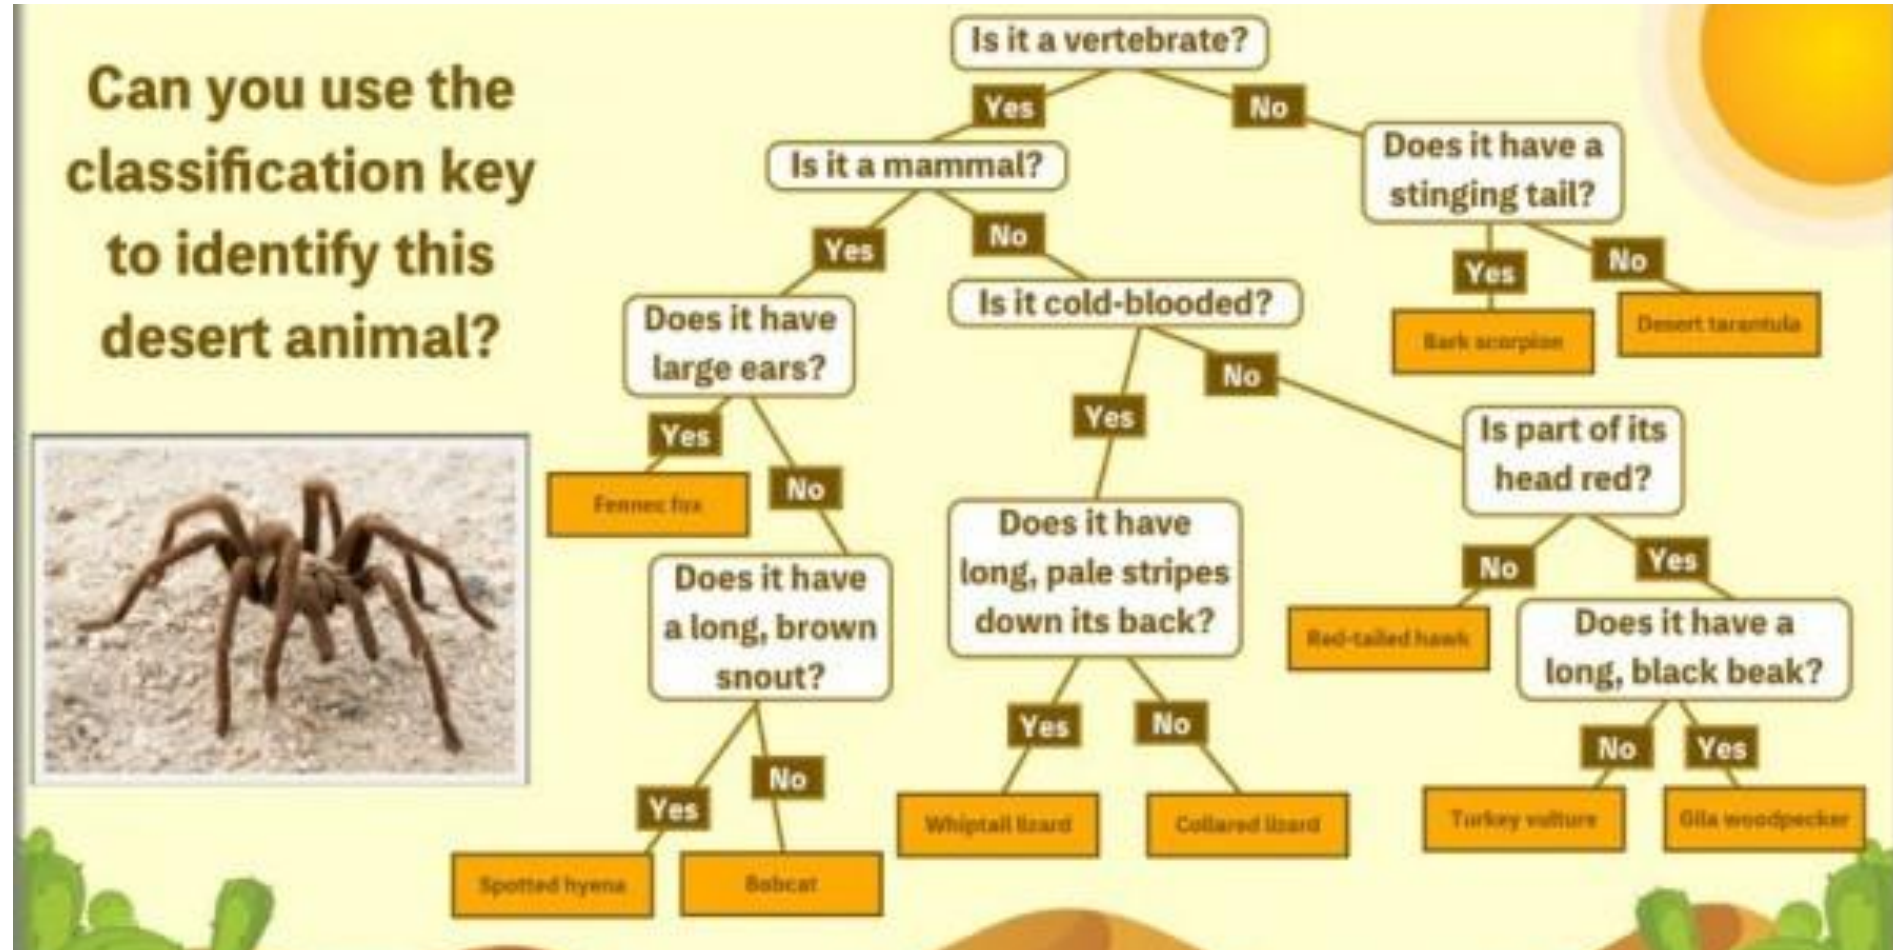 Can you use the
classification key
to identify this
desert animal?
Is it a vertebrate?
Yes
No
Is it a mammal?
Does it have a
stinging tail?
Yes
No
Yes
No
Does it have
large ears?
Is it cold-blooded?
Bark scorpion
Desert tarantula
Yes
No
Yes
No
Fennec fox
Is part of its
head red?
Does it have
a long, brown
snout?
Does it have
long, pale stripes
down its back?
No
Yes
Red-tailed hawk
Does it have a
long, black beak?
Yes
No
Yes
No
No
Yes
Spotted hyena
Bobcat
Whiptail lizard
Collared lizard
Turkey vulture
Gila woodpecker